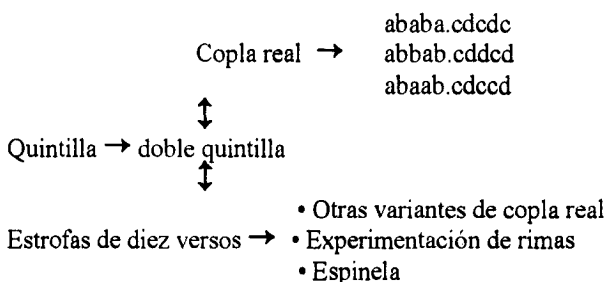 ababa.cdcdc
Copla real → abbab.cddcd
abaab.cdccd
↕
Quintilla → doble quintilla
↕
• Otras variantes de copla real
Estrofas de diez versos → • Experimentación de rimas
• Espinela